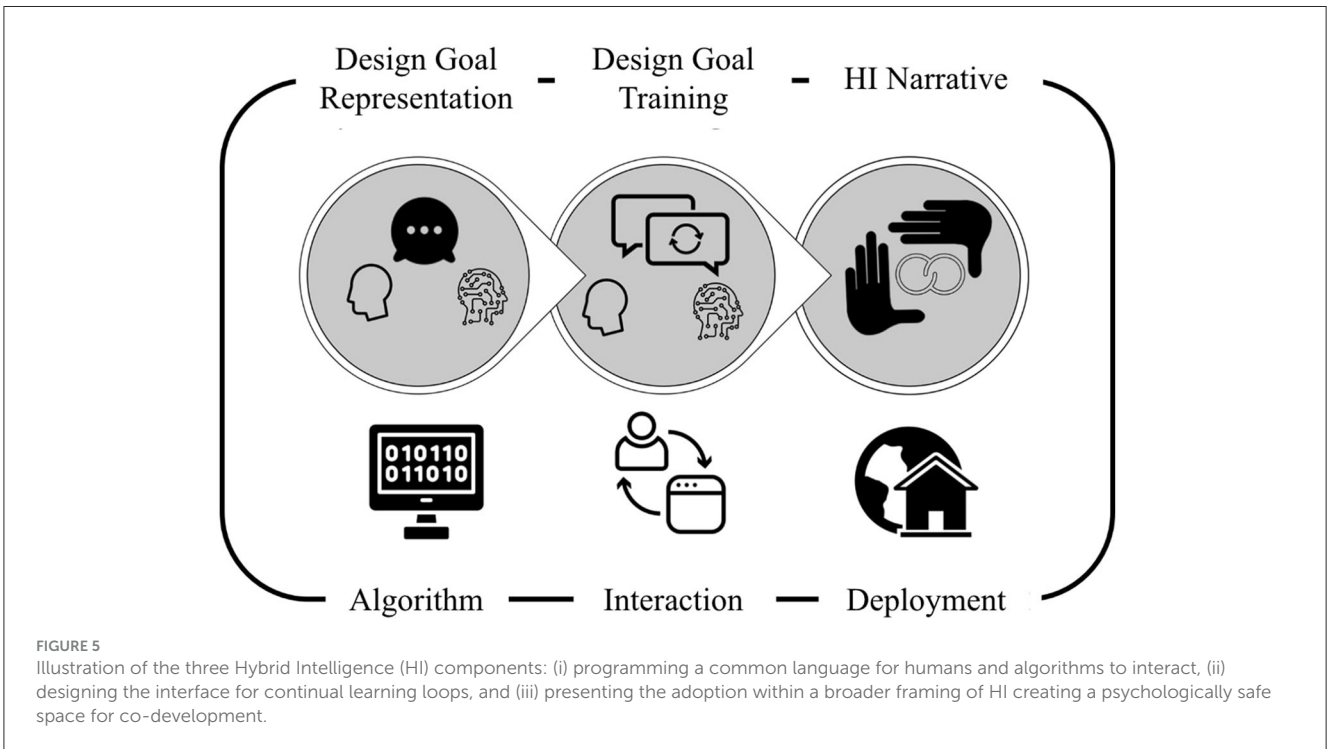 Design Goal
Representation
-
Design Goal
Training
-
HI Narrative
010110
011010
Algorithm — Interaction — Deployment
FIGURE 5
Illustration of the three Hybrid Intelligence (HI) components: (i) programming a common language for humans and algorithms to interact, (ii)
designing the interface for continual learning loops, and (iii) presenting the adoption within a broader framing of HI creating a psychologically safe
space for co-development.